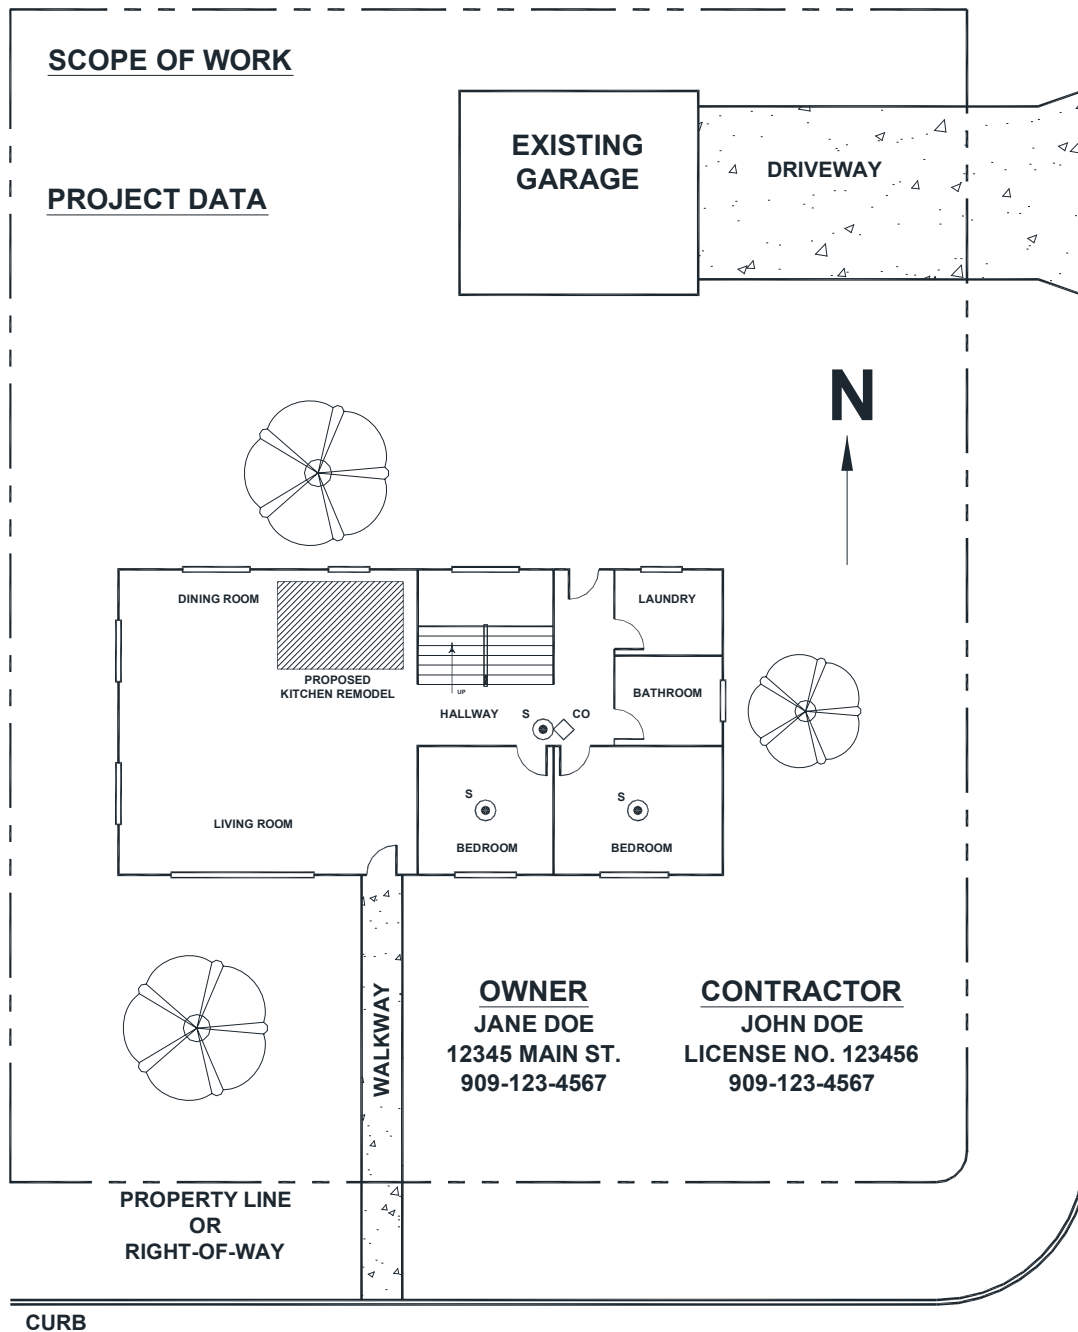 SCOPE OF WORK
EXISTING
GARAGE
DRIVEWAY
PROJECT DATA
N
DINING ROOM
LAUNDRY
PROPOSED
KITCHEN REMODEL
UP
BATHROOM
HALLWAY
S
CO
S
S
LIVING ROOM
BEDROOM
BEDROOM
WALKWAY
OWNER
JANE DOE
12345 MAIN ST.
909-123-4567
CONTRACTOR
JOHN DOE
LICENSE NO. 123456
909-123-4567
PROPERTY LINE
OR
RIGHT-OF-WAY
CURB